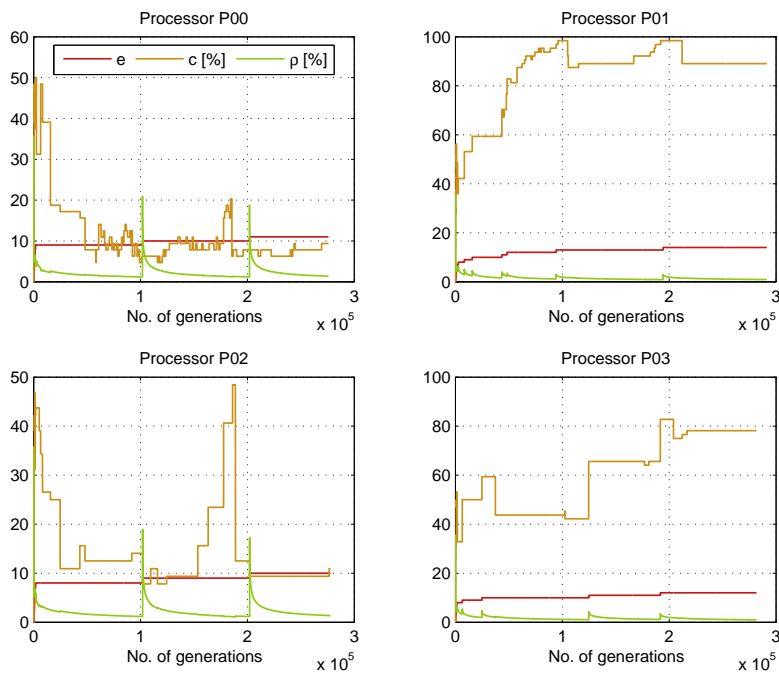 Processor P00
60
50
40
30
20
10
0
e
c [%]
ρ [%]
0 1 2 3
No. of generations
x 10^5
Processor P01
100
80
60
40
20
0
0 1 2 3
No. of generations
x 10^5
Processor P02
50
40
30
20
10
0
0 1 2 3
No. of generations
x 10^5
Processor P03
100
80
60
40
20
0
0 1 2 3
No. of generations
x 10^5